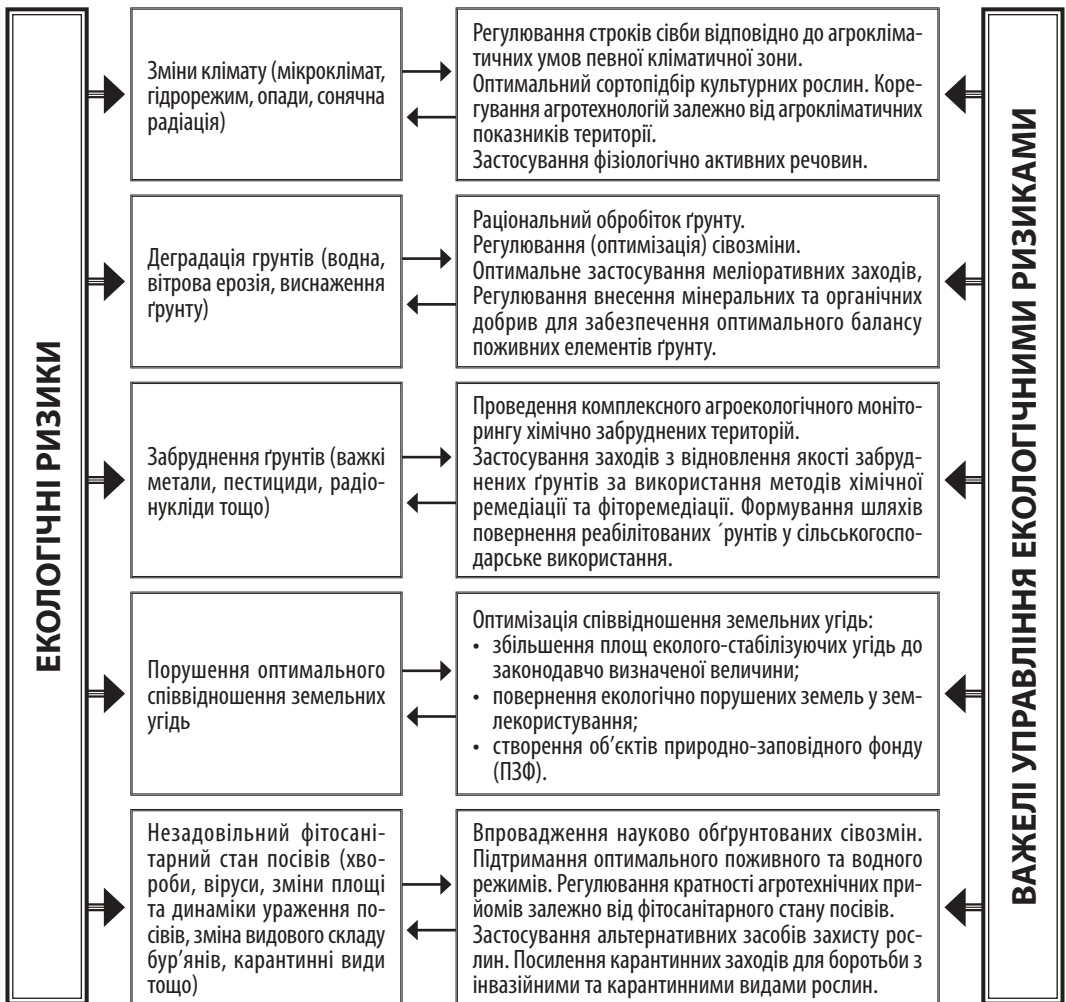 ЕКОЛОГІЧНІ РИЗИКИ
Зміни клімату (мікроклімат,
гідрорежим, опади, сонячна
радіація)
Регулювання строків сівби відповідно до агрокліма-
тичних умов певної кліматичної зони.
Оптимальний сортопідбір культурних рослин. Коре-
гування агротехнологій залежно від агрокліматичних
показників території.
Застосування фізіологічно активних речовин.
Деградація грунтів (водна,
вітрова ерозія, виснаження
ґрунту)
Раціональний обробіток ґрунту.
Регулювання (оптимізація) сівозміни.
Оптимальне застосування меліоративних заходів,
Регулювання внесення мінеральних та органічних
добрив для забезпечення оптимального балансу
поживних елементів ґрунту.
Забруднення ґрунтів (важкі
метали, пестициди, радіо-
нукліди тощо)
Проведення комплексного агроекологічного моніто-
рингу хімічно забруднених територій.
Застосування заходів з відновлення якості забруд-
нених ґрунтів за використання методів хімічної
ремедіації та фіторемедіації. Формування шляхів
повернення реабілітованих ´рунтів у сільськогоспо-
дарське використання.
Порушення оптимального
співвідношення земельних
угідь
Оптимізація співвідношення земельних угідь:
• збільшення площ еколого-стабілізуючих угідь до
законодавчо визначеної величини;
• повернення екологічно порушених земель у зем-
лекористування;
• створення об’єктів природно-заповідного фонду
(ПЗФ).
Незадовільний фітосані-
тарний стан посівів (хво-
роби, віруси, зміни площі
та динаміки ураження по-
сівів, зміна видового складу
бур’янів, карантинні види
тощо)
Впровадження науково обґрунтованих сівозмін.
Підтримання оптимального поживного та водного
режимів. Регулювання кратності агротехнічних при-
йомів залежно від фітосанітарного стану посівів.
Застосування альтернативних засобів захисту рос-
лин. Посилення карантинних заходів для боротьби з
інвазійними та карантинними видами рослин.
ВАЖЕЛІ УПРАВЛІННЯ ЕКОЛОГІЧНИМИ РИЗИКАМИ